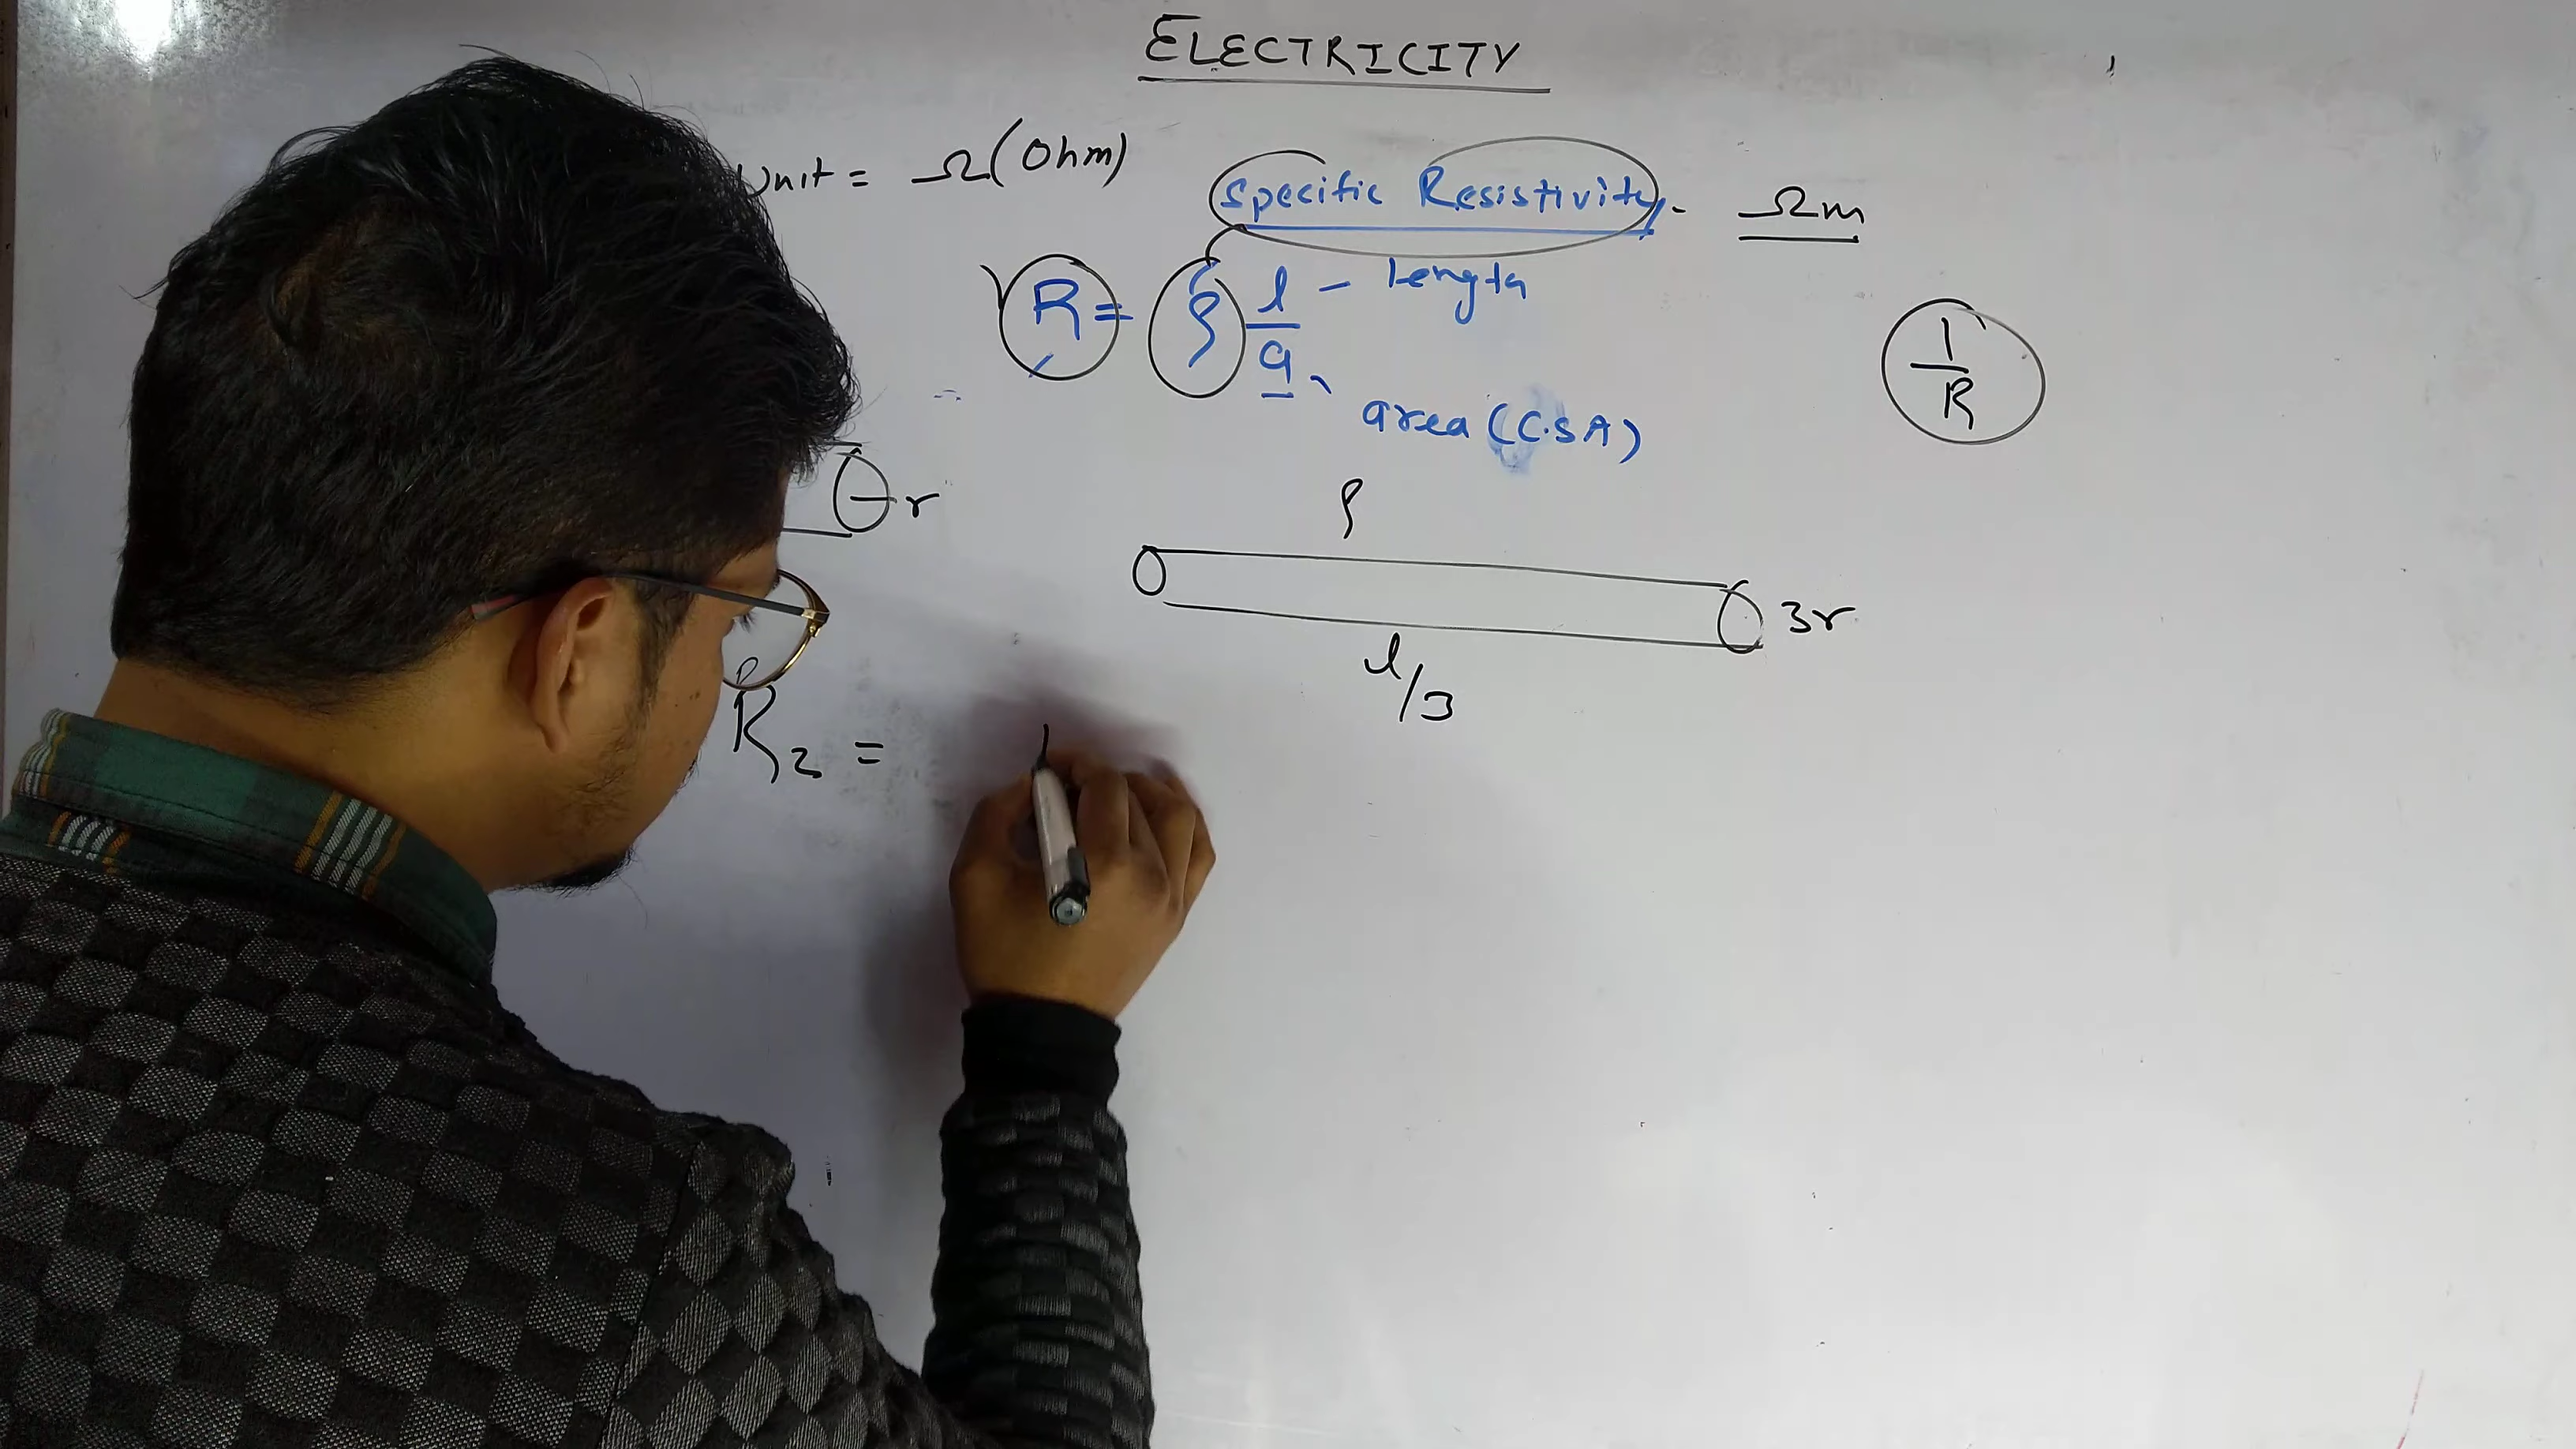 ELECTRICITY
Unit = Ω (Ohm)
Specific Resistivity - Ωm
R = ρ l/a
length
area (C.S.A)
1/R
r
ρ
3r
l/3
R2 =